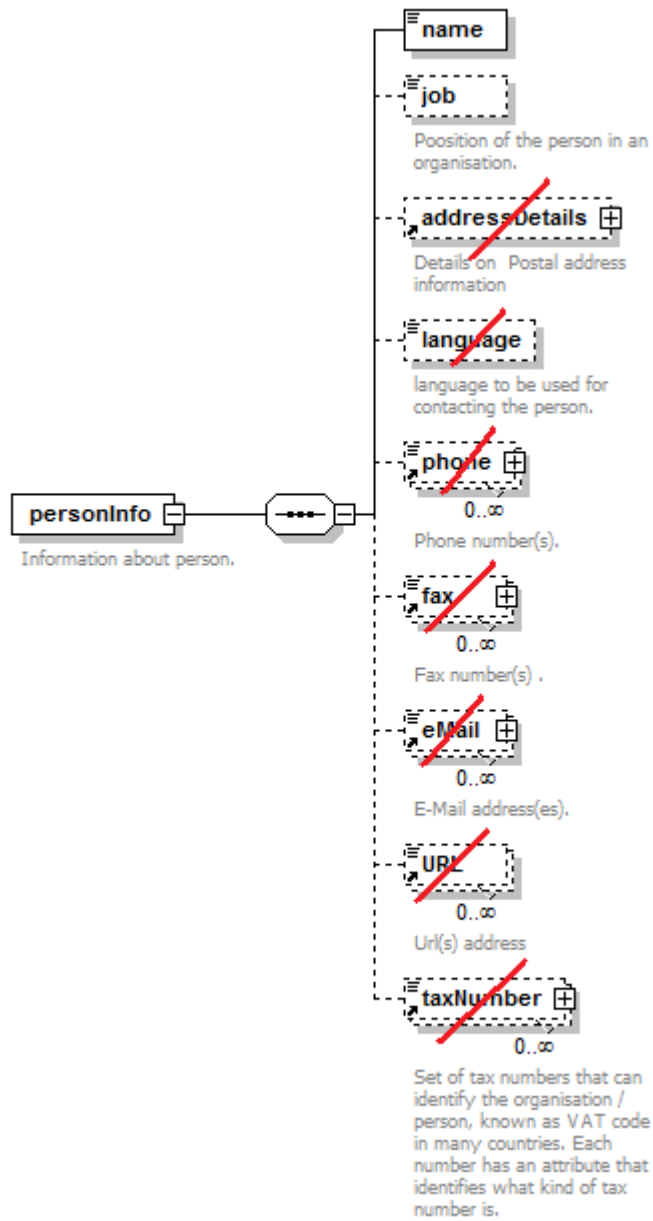 name
job
Poosition of the person in an
organisation.
addressDetails
Details on  Postal address
information
language
language to be used for
contacting the person.
phone
0..∞
Phone number(s).
personInfo
Information about person.
fax
0..∞
Fax number(s) .
eMail
0..∞
E-Mail address(es).
URL
0..∞
Url(s) address
taxNumber
0..∞
Set of tax numbers that can
identify the organisation /
person, known as VAT code
in many countries. Each
number has an attribute that
identifies what kind of tax
number is.